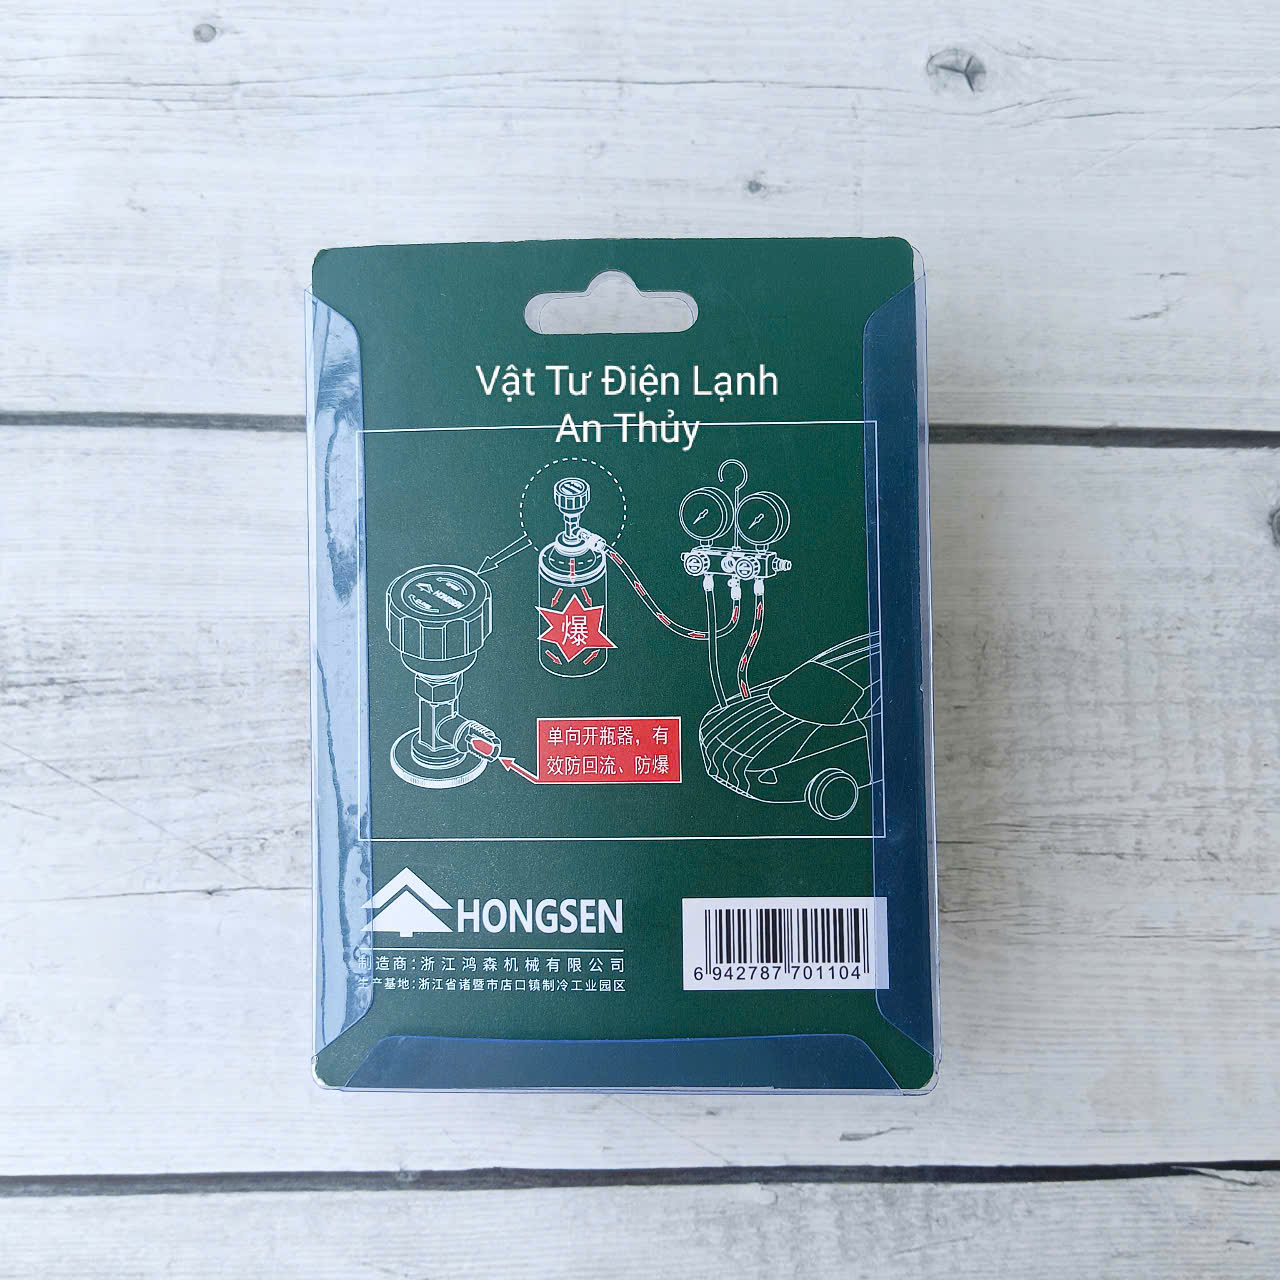 Vật Tư Điện Lạnh
An Thủy
HONGSEN
爆
单向开瓶器，有
效防回流、防爆
HONGSEN
制造商：浙江鸿森机械有限公司
生产基地：浙江省诸暨市店口镇制冷工业园区
6 942787 701104